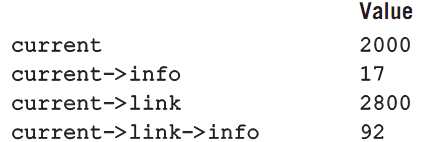 Value
current 2000
current->info 17
current->link 2800
current->link->info 92